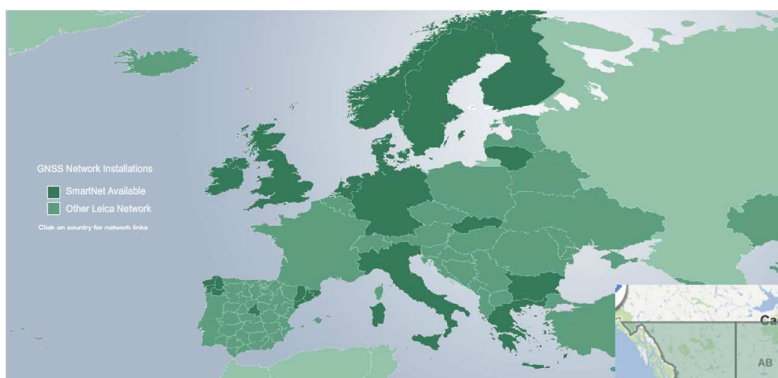 GNSS Network Installations
SmartNet Available
Other Leica Network
Click on country for network links
Ca
AB